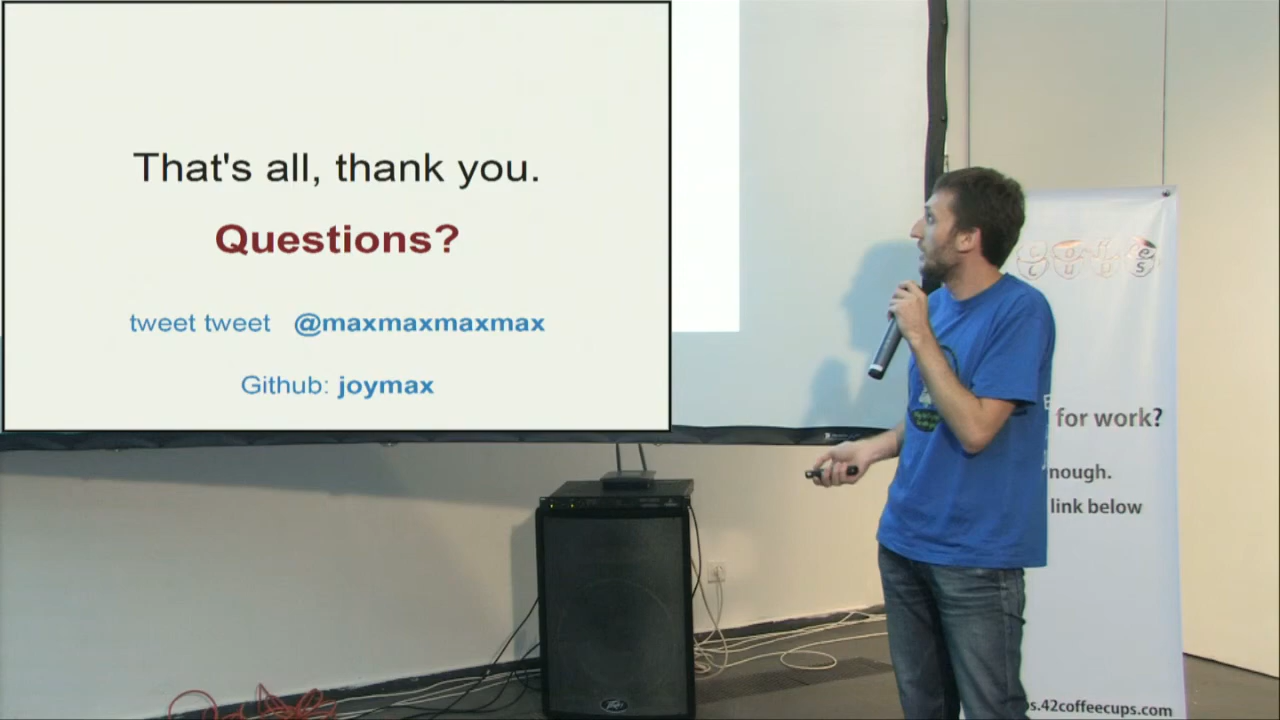 That's all, thank you.
Questions?
tweet tweet @maxmaxmaxmax
Github: joymax
for work?
nough.
link below
s.42coffeecups.com